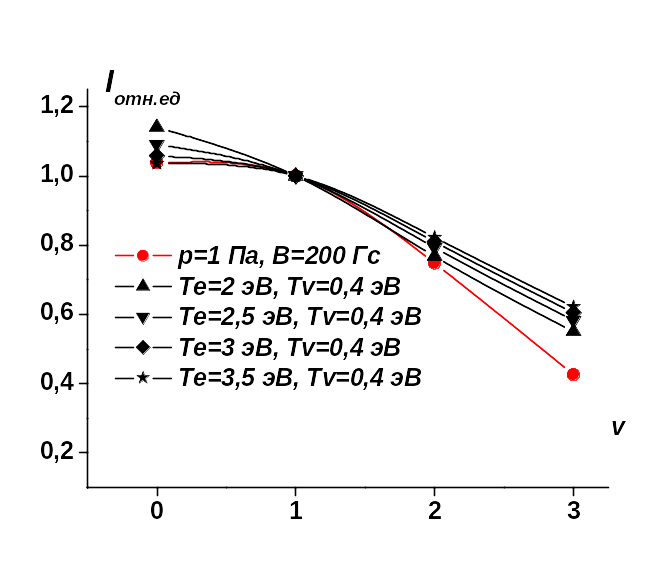 I отн.ед
1,2
1,0
0,8
0,6
0,4
0,2
p=1 Па, B=200 Гс
Te=2 эВ, Tv=0,4 эВ
Te=2,5 эВ, Tv=0,4 эВ
Te=3 эВ, Tv=0,4 эВ
Te=3,5 эВ, Tv=0,4 эВ
v
0 1 2 3